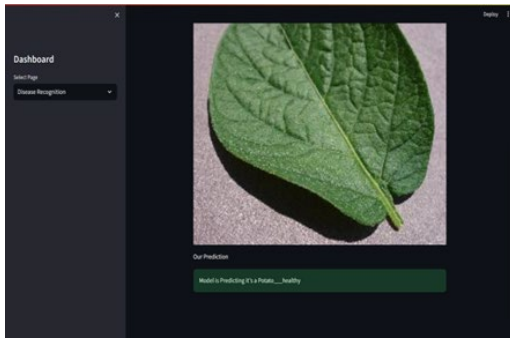 Deploy
Dashboard
Select Page
Disease Recognition
Our Prediction
Model is Predicting it's a Potato___healthy